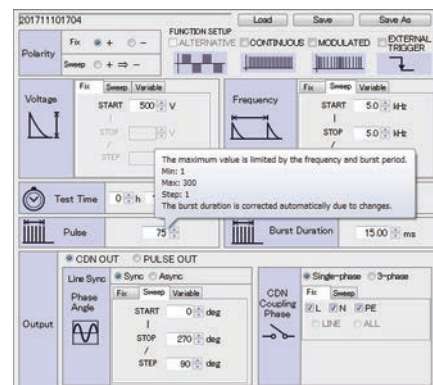 201711101704
Load
Save
Save As
Polarity
Fix + -
Sweep + ⇒ -
FUNCTION SETUP
ALTERNATIVE
CONTINUOUS
MODULATED
EXTERNAL TRIGGER
Voltage
Fix Sweep Variable
START 500 V
STOP V
STEP
Frequency
Fix Sweep Variable
START 5.0 kHz
STOP 5.0 kHz
The maximum value is limited by the frequency and burst period.
Min: 1
Max: 300
Step: 1
The burst duration is corrected automatically due to changes.
Test Time 0 h
Pulse 75
Burst Duration 15.00 ms
Output
CDN OUT PULSE OUT
Line Sync Sync Async
Phase Angle
Fix Sweep Variable
START 0 deg
STOP 270 deg
STEP 90 deg
CDN Coupling Phase
Single-phase 3-phase
Fix Sweep
L N PE
LINE ALL